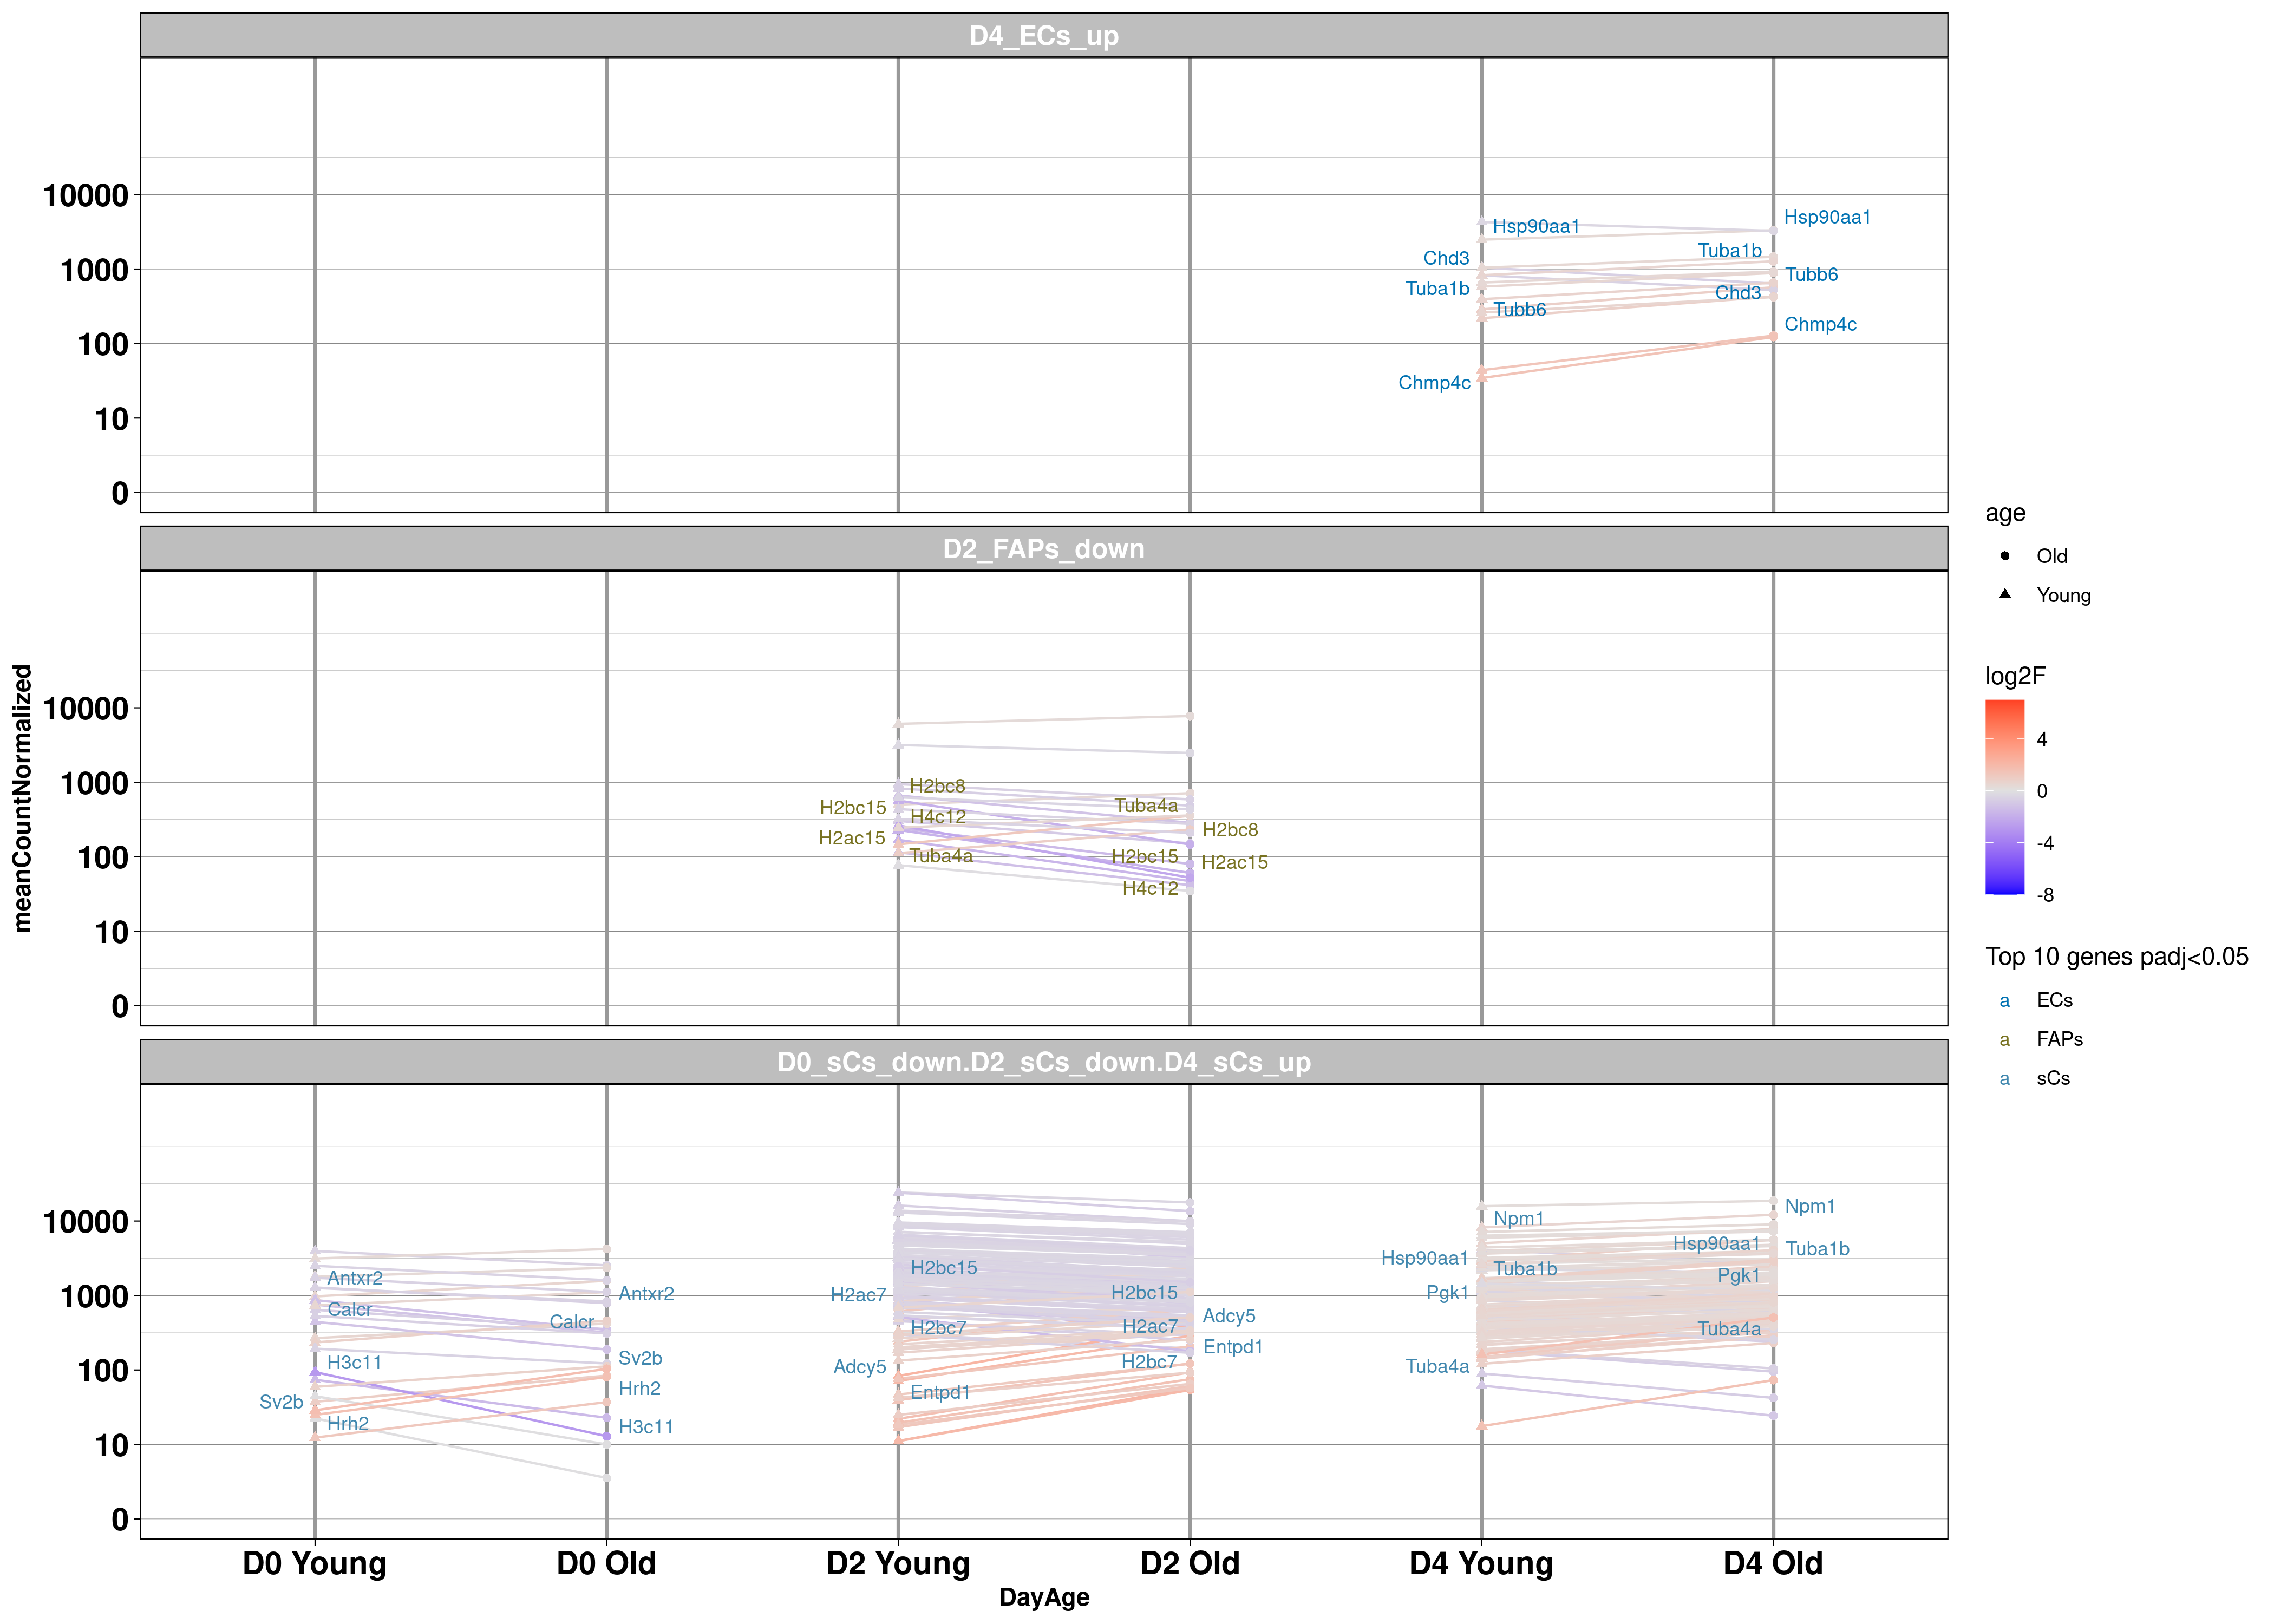 D4_ECs_up
10000
1000
100
10
0
Hsp90aa1
Chd3
Tuba1b
Tubb6
Chmp4c
Hsp90aa1
Tuba1b
Tubb6
Chd3
Chmp4c
D2_FAPs_down
10000
1000
100
10
0
H2bc8
H2bc15
H4c12
H2ac15
Tuba4a
Tuba4a
H2bc8
H2bc15
H2ac15
H4c12
D0_sCs_down.D2_sCs_down.D4_sCs_up
10000
1000
100
10
0
Antxr2
Calcr
H3c11
Sv2b
Hrh2
Antxr2
Calcr
Sv2b
Hrh2
H3c11
H2bc15
H2ac7
H2bc7
Adcy5
Entpd1
H2bc15
Adcy5
H2ac7
Entpd1
H2bc7
Npm1
Hsp90aa1
Tuba1b
Pgk1
Tuba4a
Npm1
Hsp90aa1
Tuba1b
Pgk1
Tuba4a
D0 Young
D0 Old
D2 Young
D2 Old
D4 Young
D4 Old
DayAge
meanCountNormalized
age
Old
Young
log2F
4
0
-4
-8
Top 10 genes padj<0.05
a ECs
a FAPs
a sCs